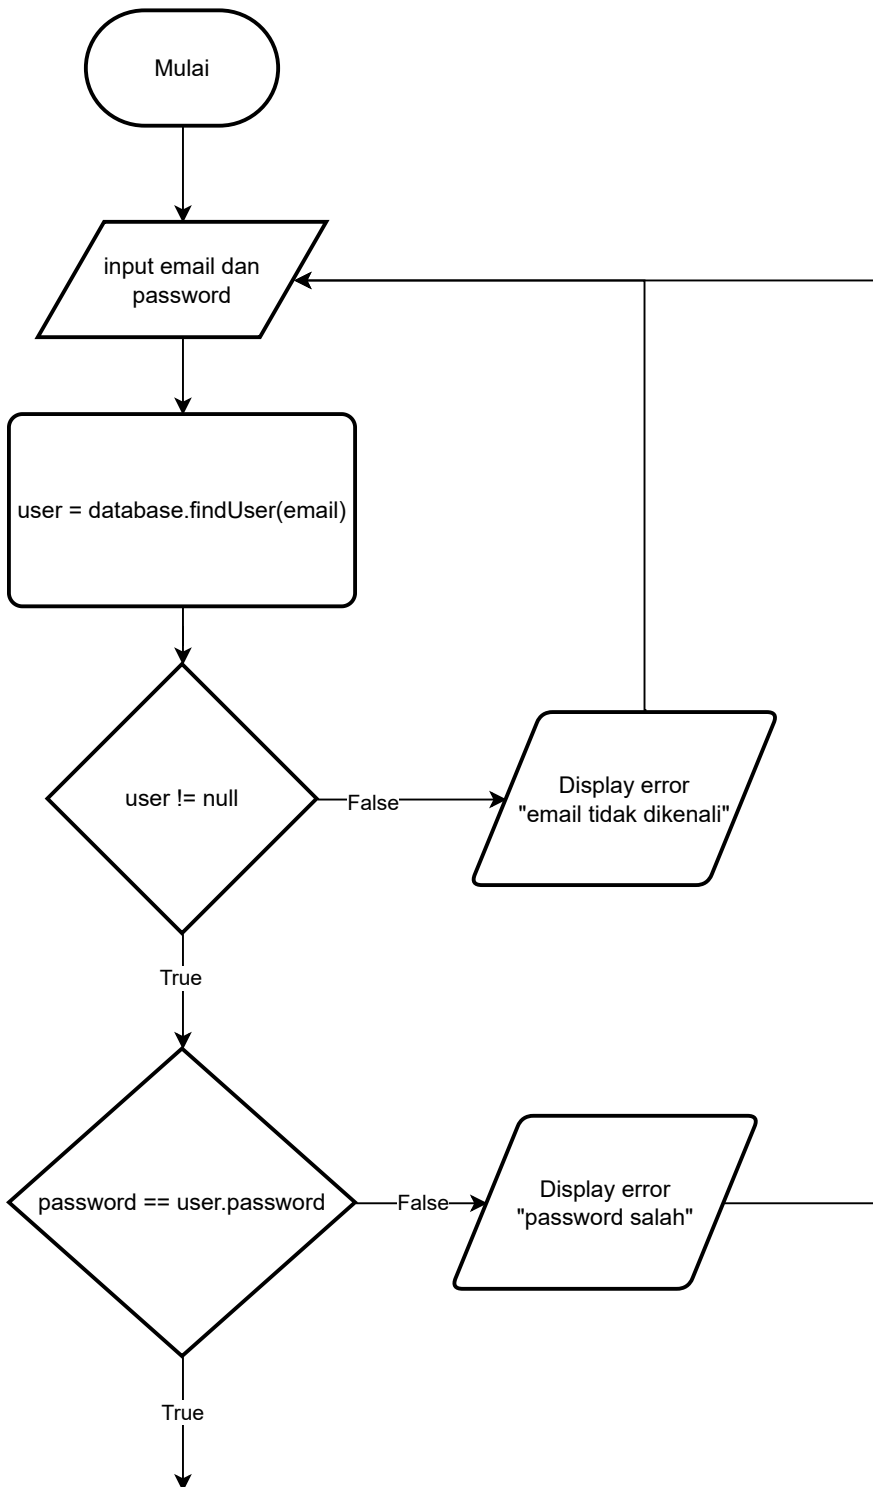 Mulai
input email dan
password
user = database.findUser(email)
user != null
False
Display error
"email tidak dikenali"
True
password == user.password
False
Display error
"password salah"
True